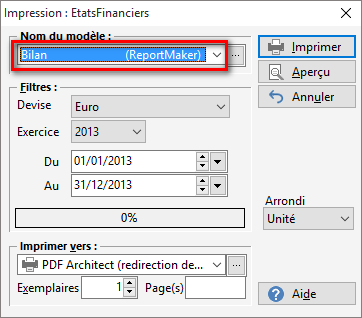 Impression : EtatsFinanciers
Nom du modèle :
Bilan (ReportMaker)
...
Imprimer
Aperçu
Annuler
Filtres :
Devise Euro
Exercice 2013
Du 01/01/2013
Au 31/12/2013
0%
Arrondi
Unité
Imprimer vers :
PDF Architect (redirection de...
...
Exemplaires 1 Page(s)
Aide